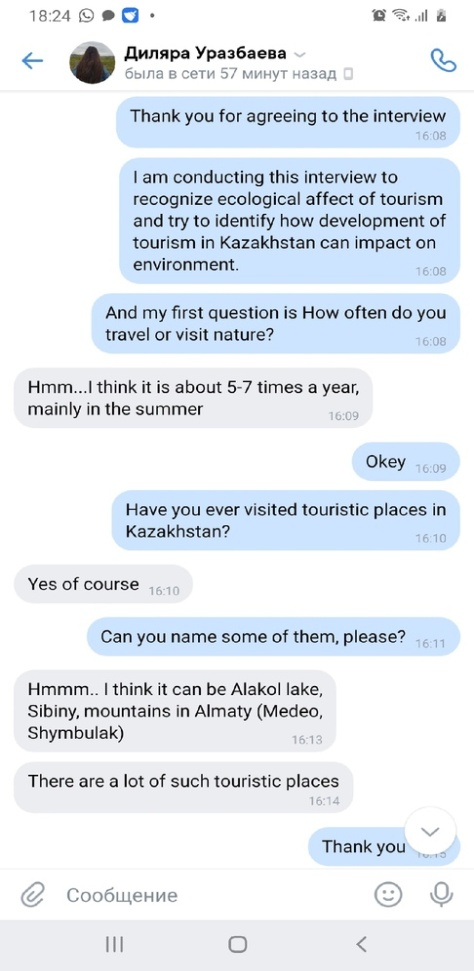 18:24
Диляра Уразбаева
была в сети 57 минут назад
Thank you for agreeing to the interview
16:08
I am conducting this interview to
recognize ecological affect of tourism
and try to identify how development of
tourism in Kazakhstan can impact on
environment.
16:08
And my first question is How often do you
travel or visit nature?
16:08
Hmm...I think it is about 5-7 times a year,
mainly in the summer
16:09
Okey 16:09
Have you ever visited touristic places in
Kazakhstan?
16:10
Yes of course 16:10
Can you name some of them, please? 16:11
Hmmm.. I think it can be Alakol lake,
Sibiny, mountains in Almaty (Medeo,
Shymbulak)
16:13
There are a lot of such touristic places
16:14
Thank you
Сообщение